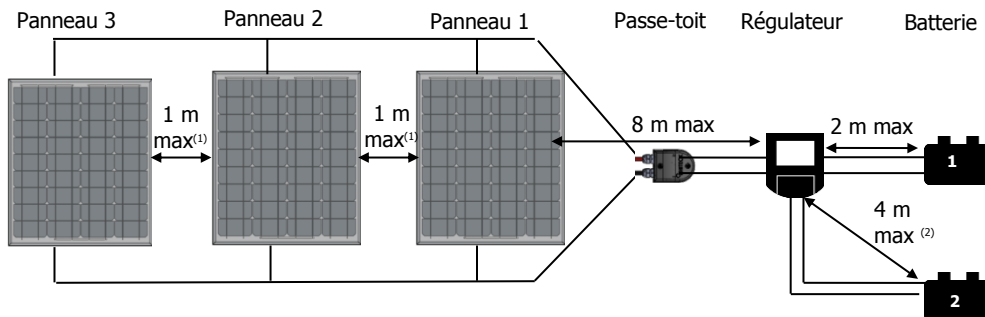 Panneau 3
Panneau 2
Panneau 1
Passe-toit
Régulateur
Batterie
1 m
max(1)
1 m
max(1)
8 m max
2 m max
1
4 m
max (2)
2